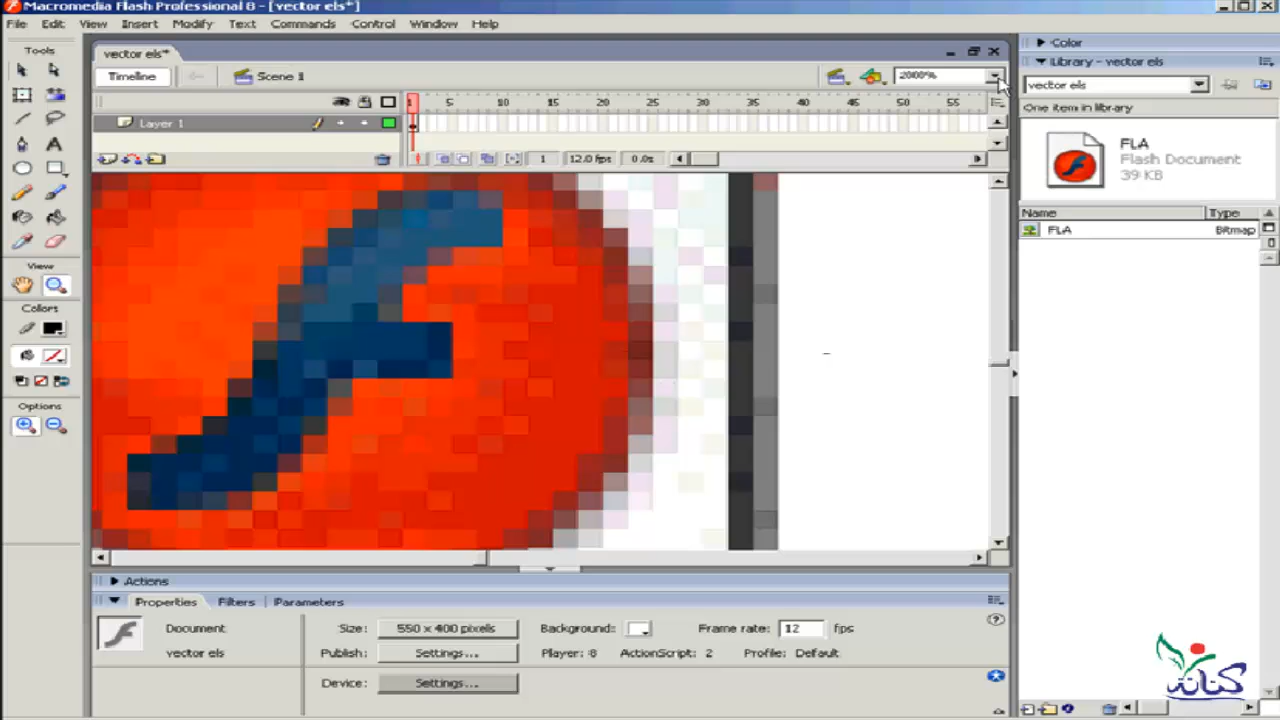 Macromedia Flash Professional 8 - [vector els*]
File Edit View Insert Modify Text Commands Control Window Help
Tools
vector els*
Timeline
Scene 1
2000%
1 5 10 15 20 25 30 35 40 45 50 55
Layer 1
1 12.0 fps 0.0s
View
Colors
Options
Color
Library - vector els
vector els
One item in library
FLA
Flash Document
39 KB
Name Type
FLA Bitmap
Actions
Properties Filters Parameters
Document
vector els
Size: 550 x 400 pixels Background: Frame rate: 12 fps
Publish: Settings... Player: 8 ActionScript: 2 Profile: Default
Device: Settings...
كنانة